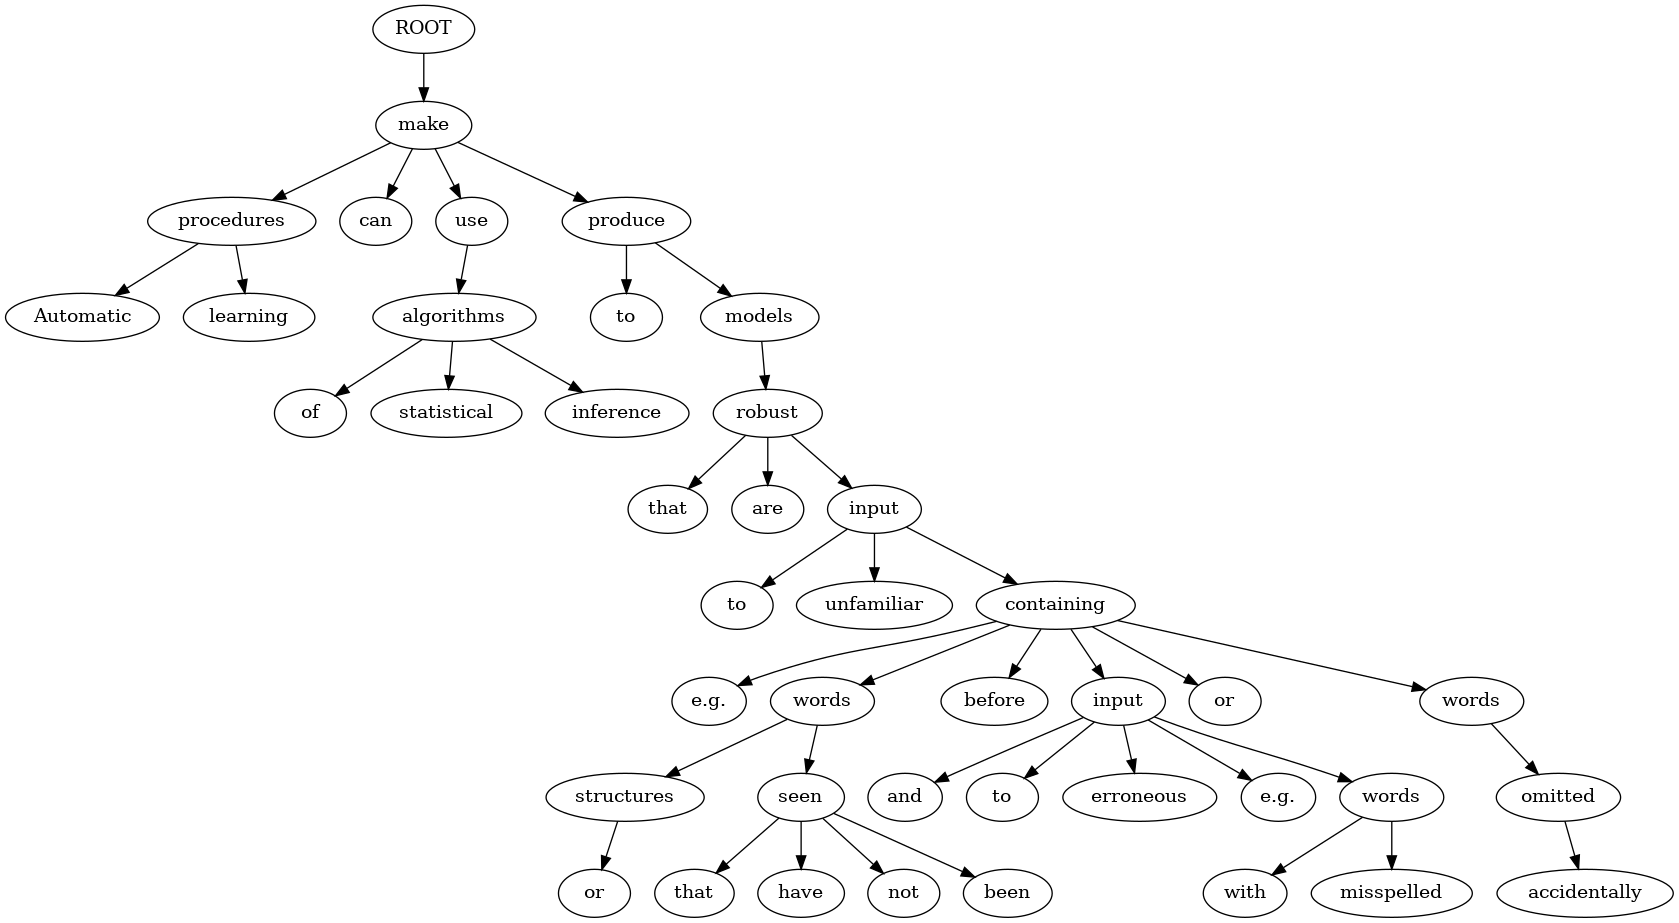 ROOT
make
procedures can use produce
Automatic learning algorithms to models
of statistical inference robust
that are input
to unfamiliar containing
e.g. words before input or words
structures seen and to erroneous e.g. words omitted
or that have not been with misspelled accidentally